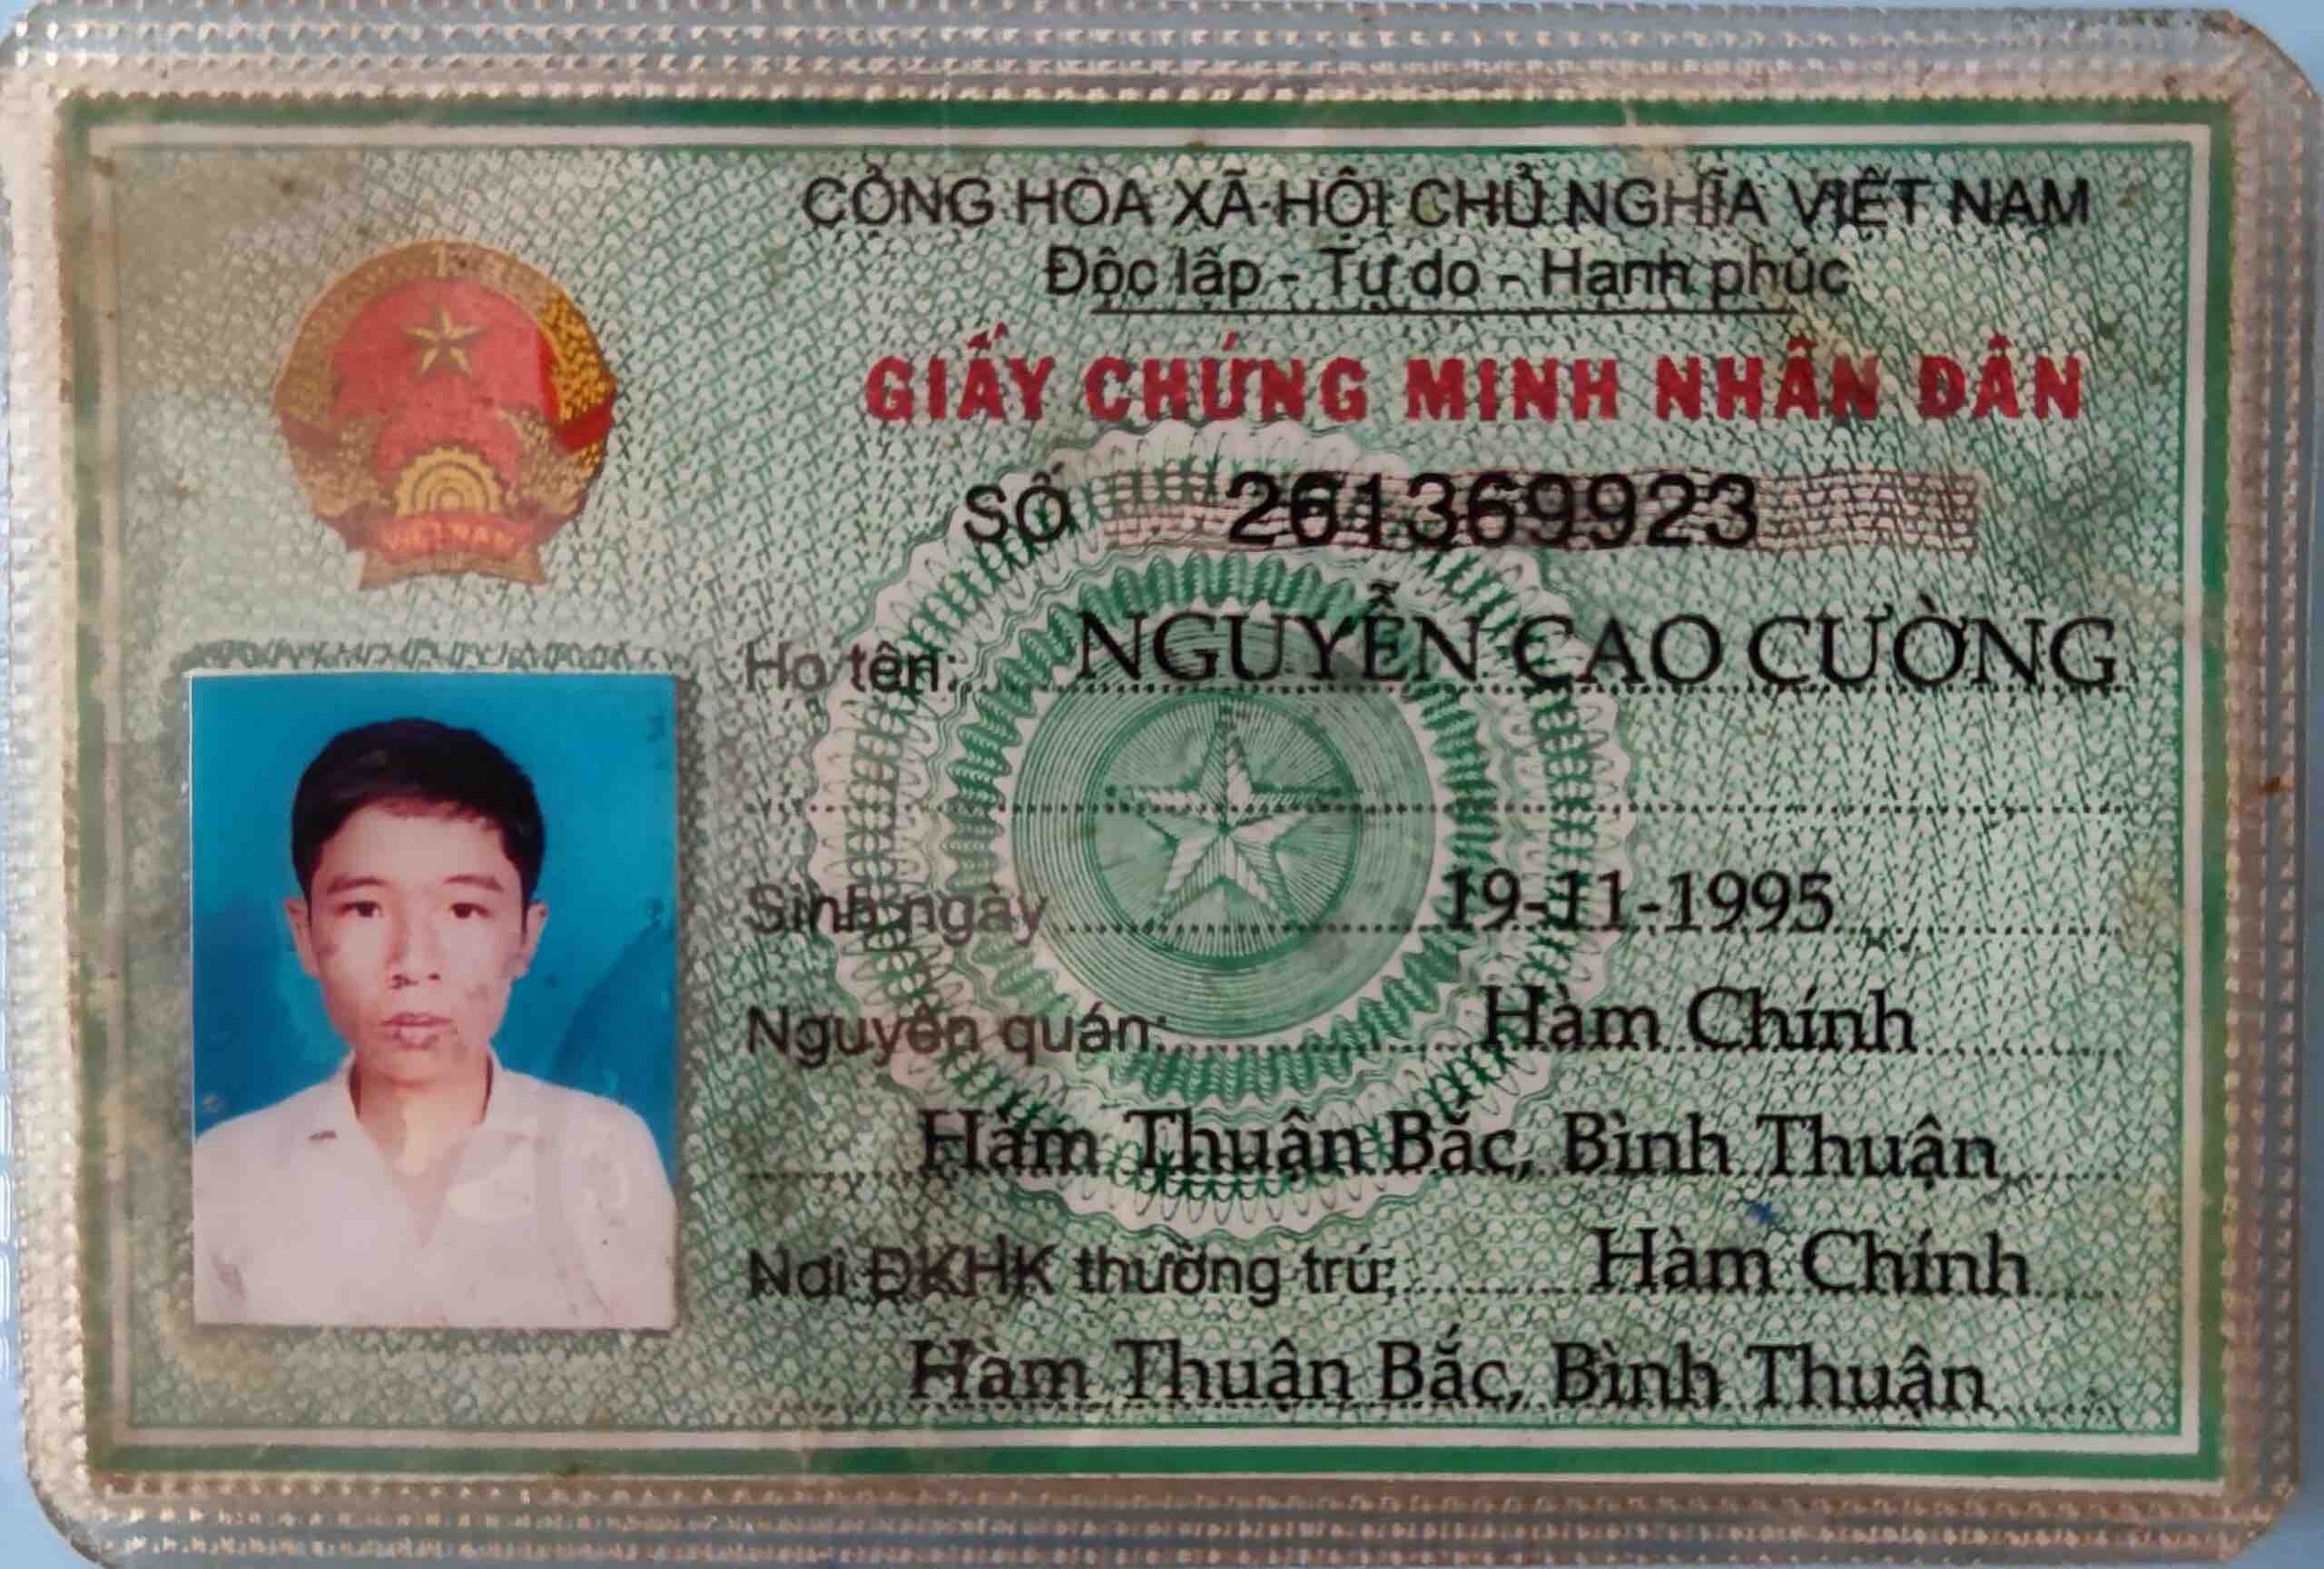 CỘNG HÒA XÃ HỘI CHỦ NGHĨA VIỆT NAM
Độc lập - Tự do - Hạnh phúc
GIẤY CHỨNG MINH NHÂN DÂN
SỐ 261369923
Họ tên: NGUYỄN CAO CƯỜNG
Sinh ngày 19-11-1995
Nguyên quán: Hàm Chính
Hàm Thuận Bắc, Bình Thuận
Nơi ĐKHK thường trú: Hàm Chính
Hàm Thuận Bắc, Bình Thuận
VIỆT NAM